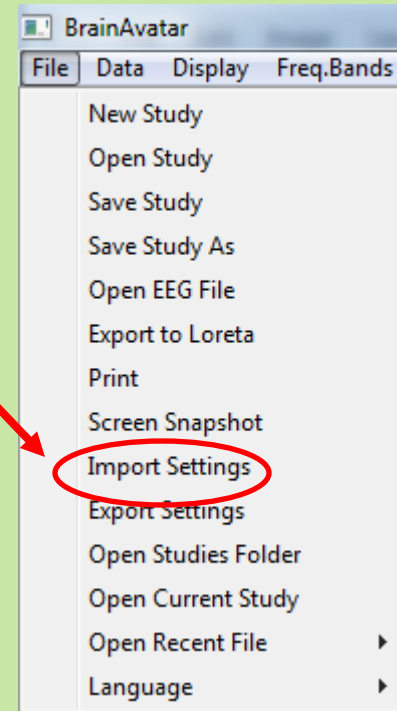 BrainAvatar
File Data Display Freq.Bands
New Study
Open Study
Save Study
Save Study As
Open EEG File
Export to Loreta
Print
Screen Snapshot
Import Settings
Export Settings
Open Studies Folder
Open Current Study
Open Recent File
Language